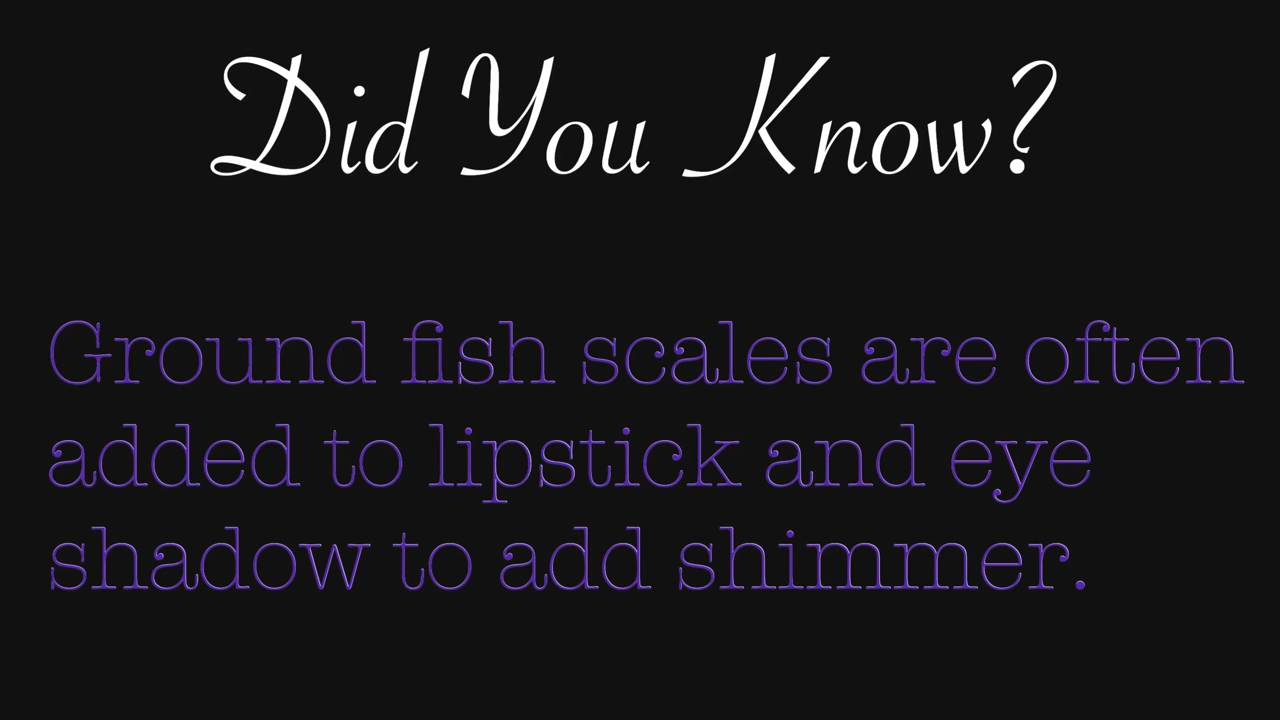 Did You Know?
Ground fish scales are often
added to lipstick and eye
shadow to add shimmer.